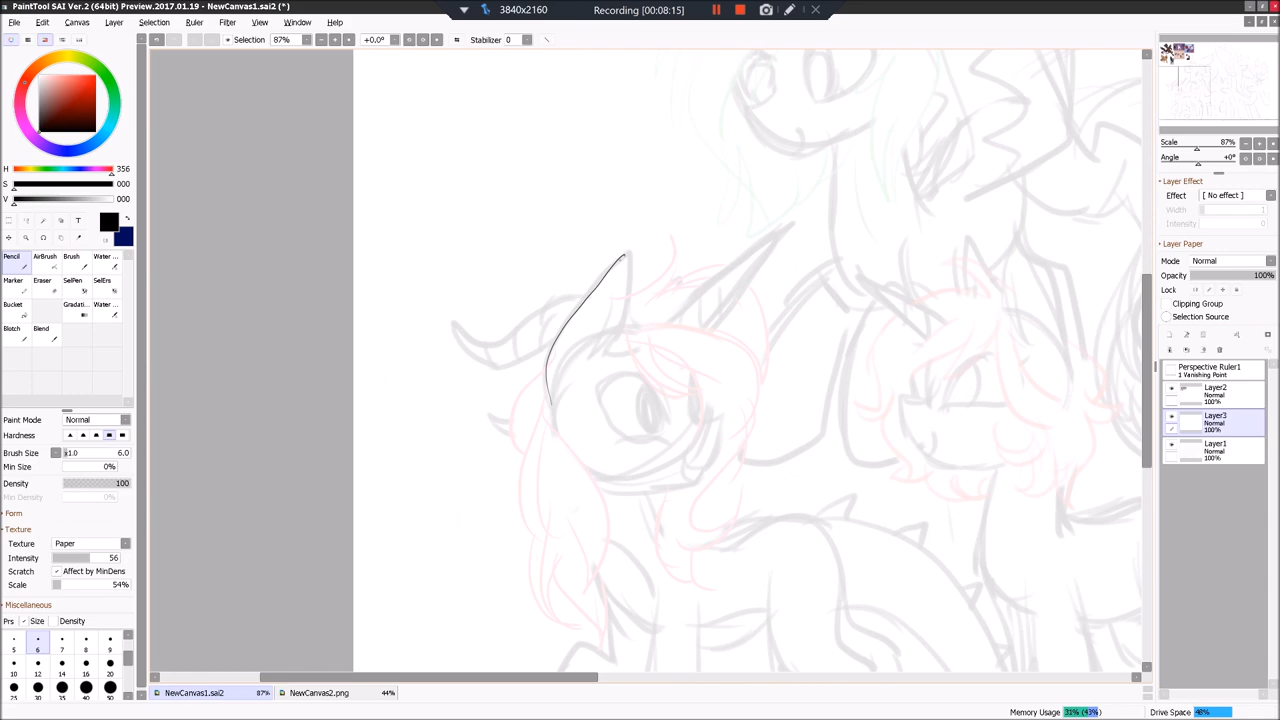 PaintTool SAI Ver.2 (64bit) Preview.2017.01.19 - NewCanvas1.sai2 (*)
3840x2160
Recording [00:08:15]
File Edit Canvas Layer Selection Ruler Filter View Window Help
Selection 87% +0.0° Stabilizer 0
H 356
S 000
V 000
T
Pencil AirBrush Brush Water ...
Marker Eraser SelPen SelErs
Bucket Gradati... Water ...
Blotch Blend
Paint Mode Normal
Hardness
Brush Size x1.0 6.0
Min Size 0%
Density 100
Min Density 0%
Form
Texture
Texture Paper
Intensity 56
Scratch Affect by MinDens
Scale 54%
Miscellaneous
Prs Size Density
5 6 7 8 9
10 12 14 16 20
25 30 35 40 50
Scale 87%
Angle +0°
Layer Effect
Effect [ No effect ]
Width 1
Intensity 0
Layer Paper
Mode Normal
Opacity 100%
Lock
Clipping Group
Selection Source
Perspective Ruler1
1 Vanishing Point
Layer2
Normal
100%
Layer3
Normal
100%
Layer1
Normal
100%
NewCanvas1.sai2 87% NewCanvas2.png 44%
Memory Usage 31% (43%) Drive Space 48%